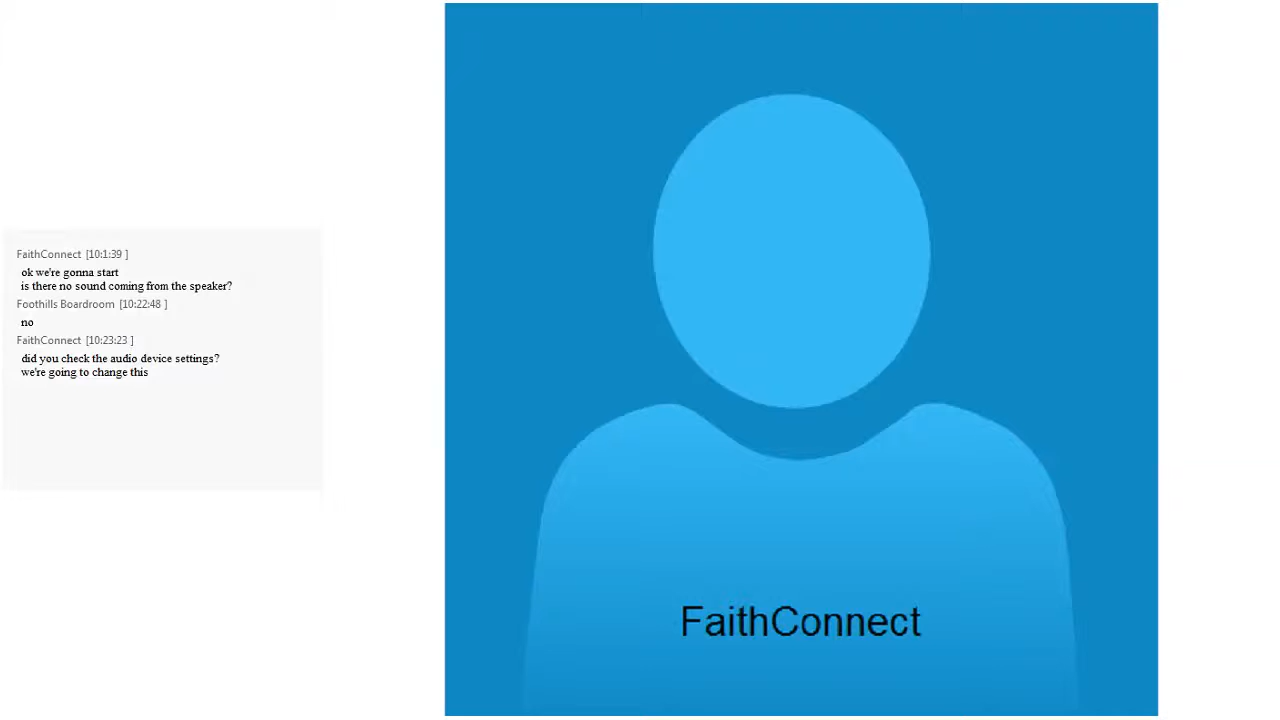 FaithConnect [10:1:39 ]
ok we're gonna start
is there no sound coming from the speaker?
Foothills Boardroom [10:22:48 ]
no
FaithConnect [10:23:23 ]
did you check the audio device settings?
we're going to change this
FaithConnect